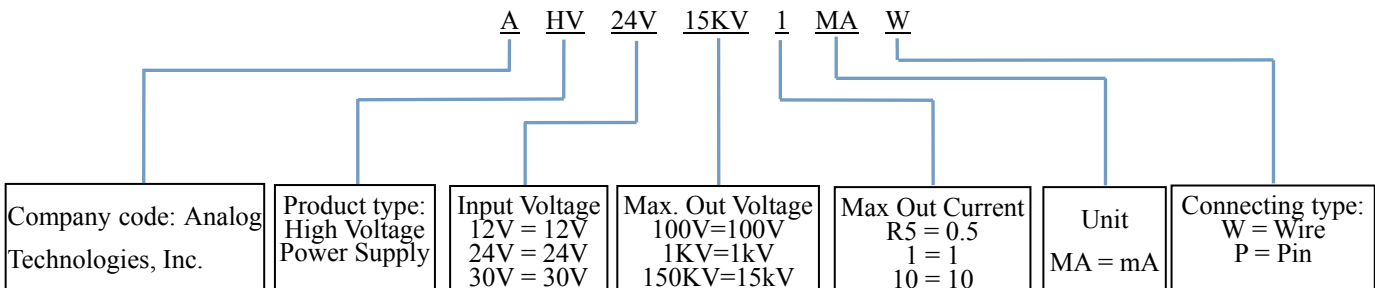 A HV 24V 15KV 1 MA W
Company code: Analog
Technologies, Inc.
Product type:
High Voltage
Power Supply
Input Voltage
12V = 12V
24V = 24V
30V = 30V
Max. Out Voltage
100V=100V
1KV=1kV
150KV=15kV
Max Out Current
R5 = 0.5
1 = 1
10 = 10
Unit
MA = mA
Connecting type:
W = Wire
P = Pin